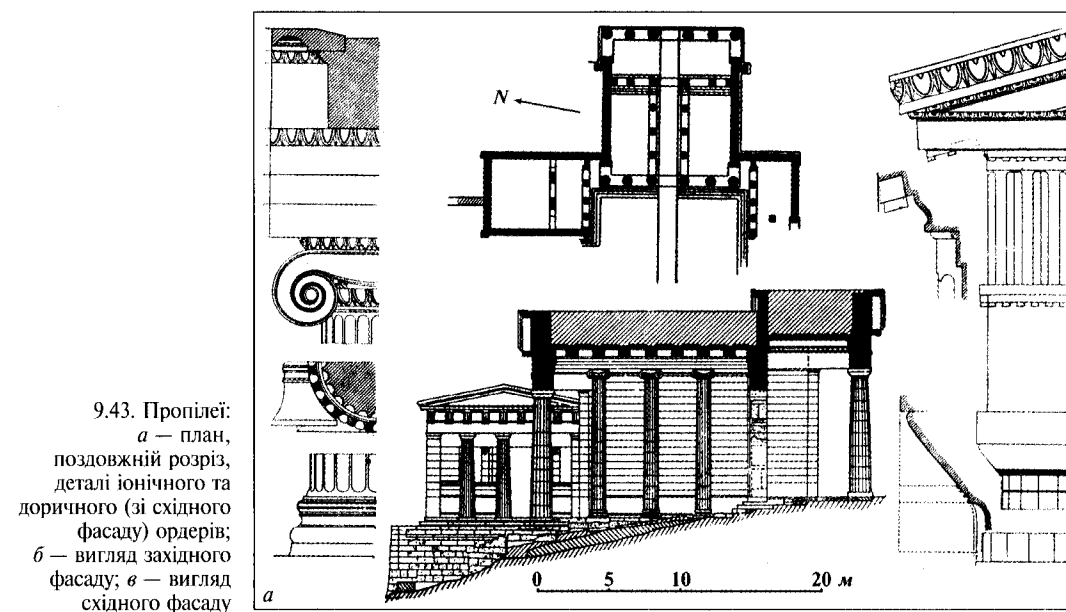 N
9.43. Пропілеї:
а — план,
поздовжній розріз,
деталі іонічного та
доричного (зі східного
фасаду) ордерів;
б — вигляд західного
фасаду; в — вигляд
східного фасаду
0 5 10 20 м
а